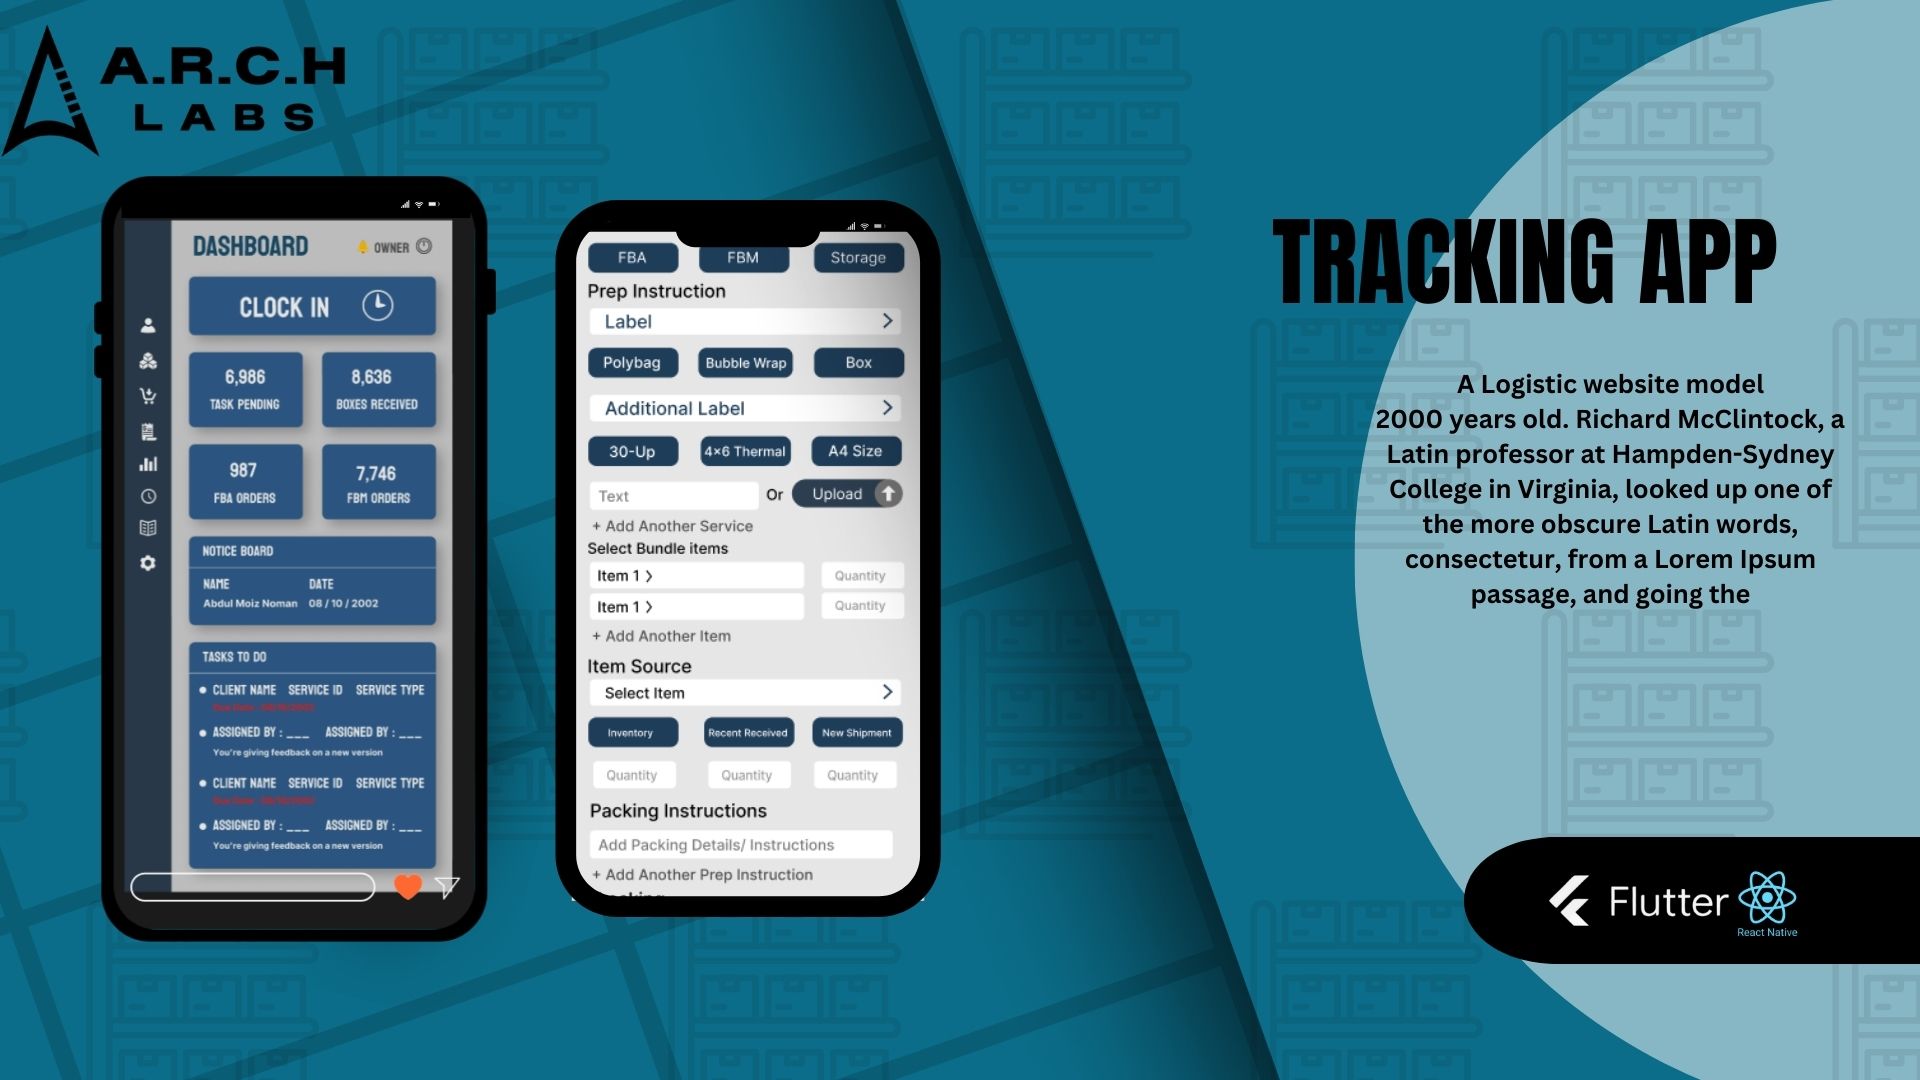 A.R.C.H
LABS
DASHBOARD
OWNER
CLOCK IN
6,986
TASK PENDING
8,636
BOXES RECEIVED
987
FBA ORDERS
7,746
FBM ORDERS
NOTICE BOARD
NAME DATE
Abdul Moiz Noman 08 / 10 / 2002
TASKS TO DO
CLIENT NAME SERVICE ID SERVICE TYPE
Due Date :
ASSIGNED BY : ___ ASSIGNED BY : ___
You're giving feedback on a new version
CLIENT NAME SERVICE ID SERVICE TYPE
Due Date :
ASSIGNED BY : ___ ASSIGNED BY : ___
You're giving feedback on a new version
FBA FBM Storage
Prep Instruction
Label
Polybag Bubble Wrap Box
Additional Label
30-Up 4×6 Thermal A4 Size
Text Or Upload
+ Add Another Service
Select Bundle items
Item 1 Quantity
Item 1 Quantity
+ Add Another Item
Item Source
Select Item
Inventory Recent Received New Shipment
Quantity Quantity Quantity
Packing Instructions
Add Packing Details/ Instructions
+ Add Another Prep Instruction
TRACKING APP
A Logistic website model
2000 years old. Richard McClintock, a
Latin professor at Hampden-Sydney
College in Virginia, looked up one of
the more obscure Latin words,
consectetur, from a Lorem Ipsum
passage, and going the
Flutter
React Native